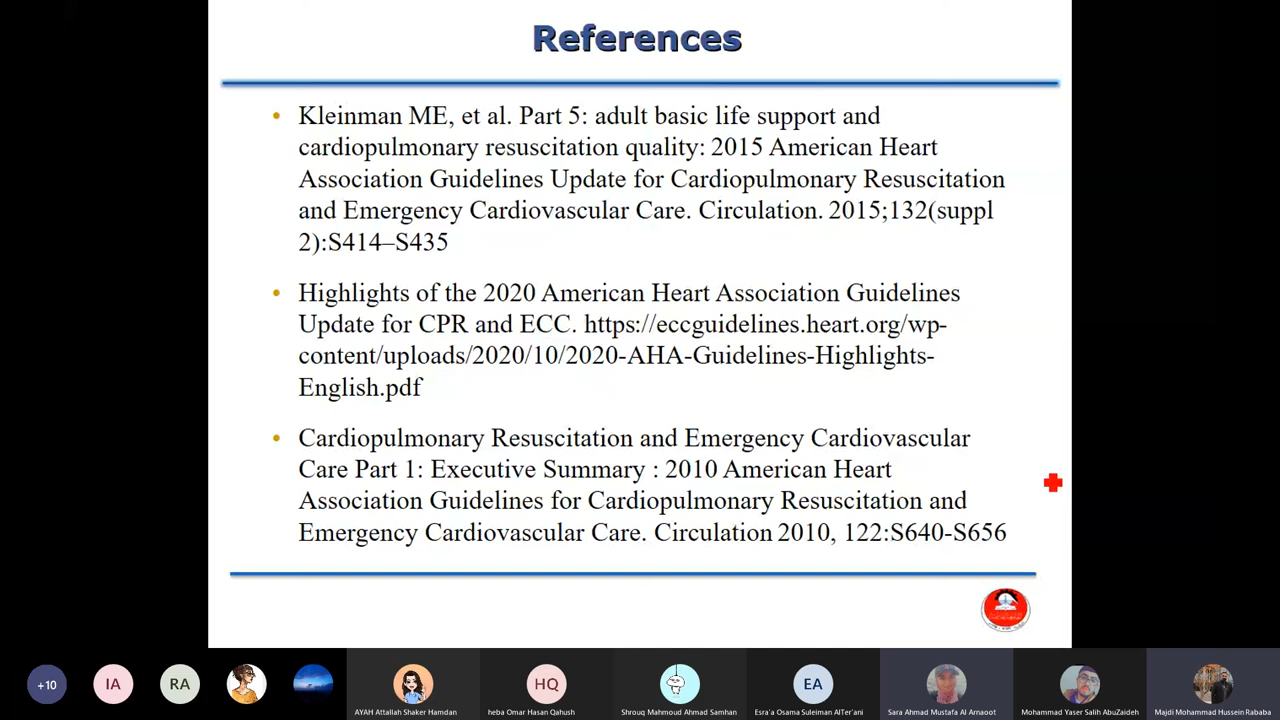 References
• Kleinman ME, et al. Part 5: adult basic life support and
cardiopulmonary resuscitation quality: 2015 American Heart
Association Guidelines Update for Cardiopulmonary Resuscitation
and Emergency Cardiovascular Care. Circulation. 2015;132(suppl
2):S414–S435
• Highlights of the 2020 American Heart Association Guidelines
Update for CPR and ECC. https://eccguidelines.heart.org/wp-
content/uploads/2020/10/2020-AHA-Guidelines-Highlights-
English.pdf
• Cardiopulmonary Resuscitation and Emergency Cardiovascular
Care Part 1: Executive Summary : 2010 American Heart
Association Guidelines for Cardiopulmonary Resuscitation and
Emergency Cardiovascular Care. Circulation 2010, 122:S640-S656
+10
IA
RA
HQ
EA
AYAH Attallah Shaker Hamdan
heba Omar Hasan Qahush
Shroug Mahmoud Ahmad Samhan
Esra'a Osama Suleiman AlTer'ani
Sara Ahmad Mustafa Al Arnaoot
Mohammad Yaser Salih AbuZaideh
Majdi Mohammad Hussein Rababa